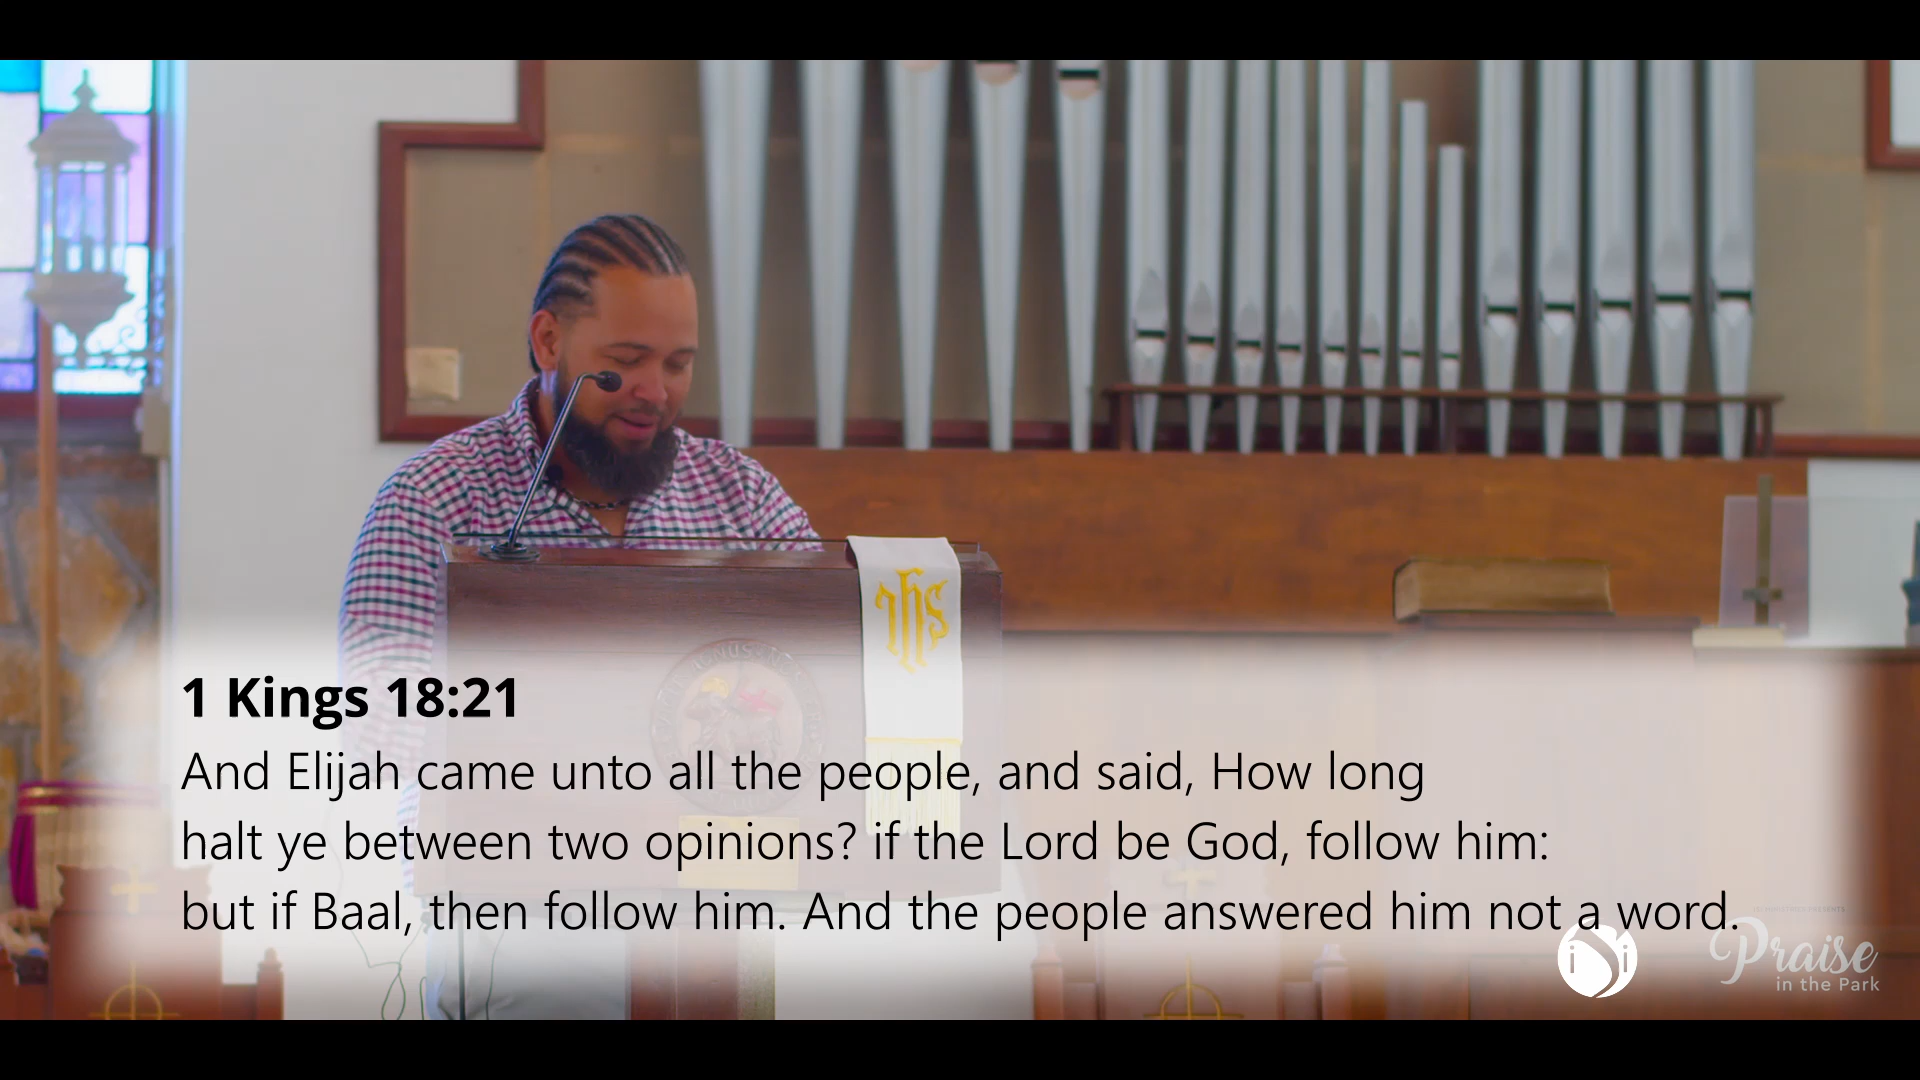 IHS
1 Kings 18:21
And Elijah came unto all the people, and said, How long
halt ye between two opinions? if the Lord be God, follow him:
but if Baal, then follow him. And the people answered him not a word.
Praise
in the Park